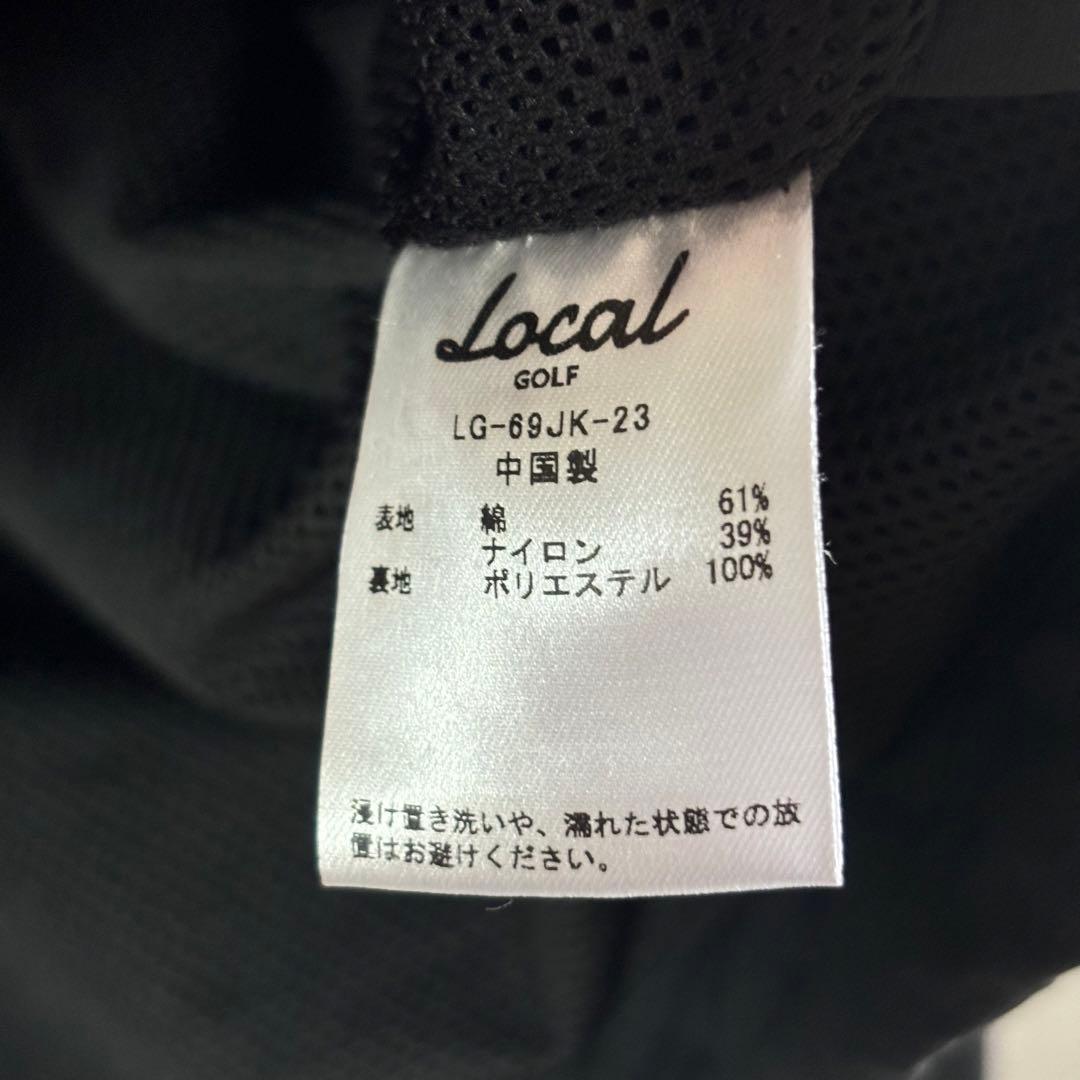 Local
GOLF
LG-69JK-23
中国製
表地 綿 61%
ナイロン 39%
裏地 ポリエステル 100%
浸け置き洗いや、濡れた状態での放
置はお避けください。